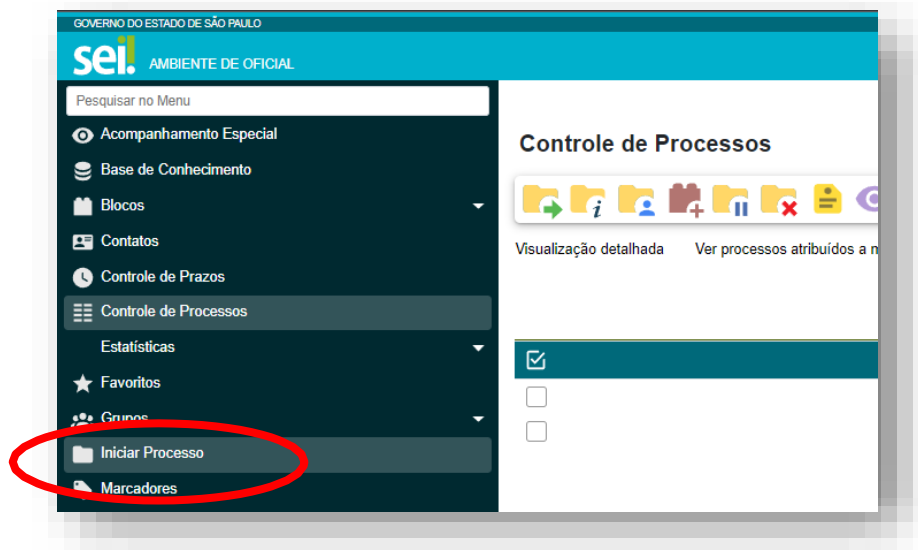 GOVERNO DO ESTADO DE SÃO PAULO
sei! AMBIENTE DE OFICIAL
Pesquisar no Menu
Acompanhamento Especial
Base de Conhecimento
Blocos
Contatos
Controle de Prazos
Controle de Processos
Estatísticas
Favoritos
Grupos
Iniciar Processo
Marcadores
Controle de Processos
Visualização detalhada Ver processos atribuídos a m